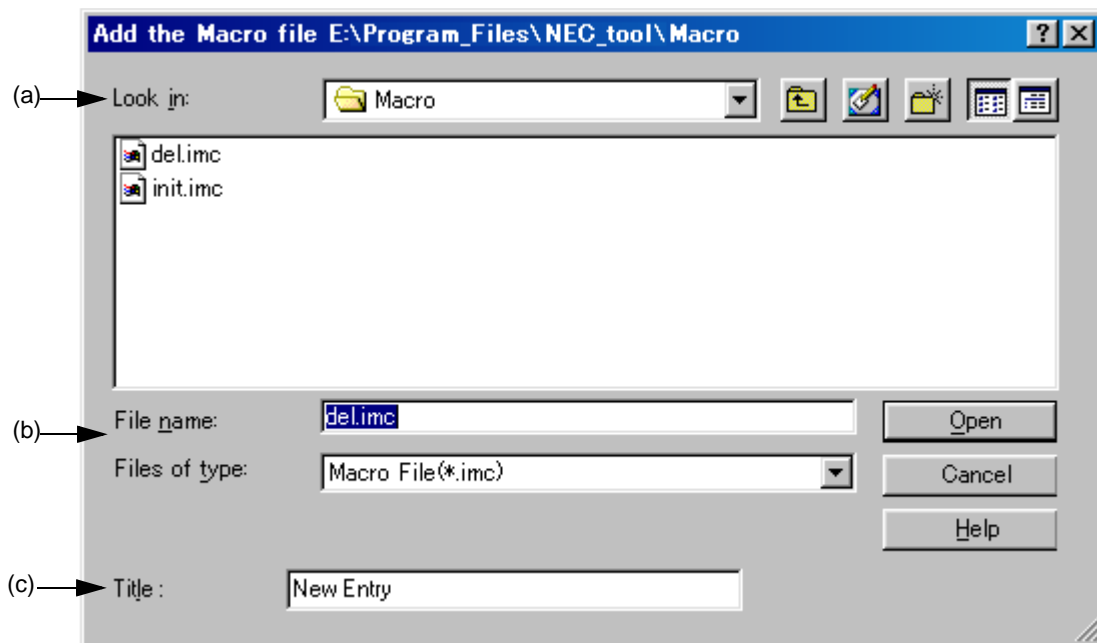 Add the Macro file E:\Program_Files\NEC_tool\Macro
(a) Look in: Macro
del.imc
init.imc
(b)
File name: del.imc Open
Files of type: Macro File(*.imc) Cancel
Help
(c) Title : New Entry